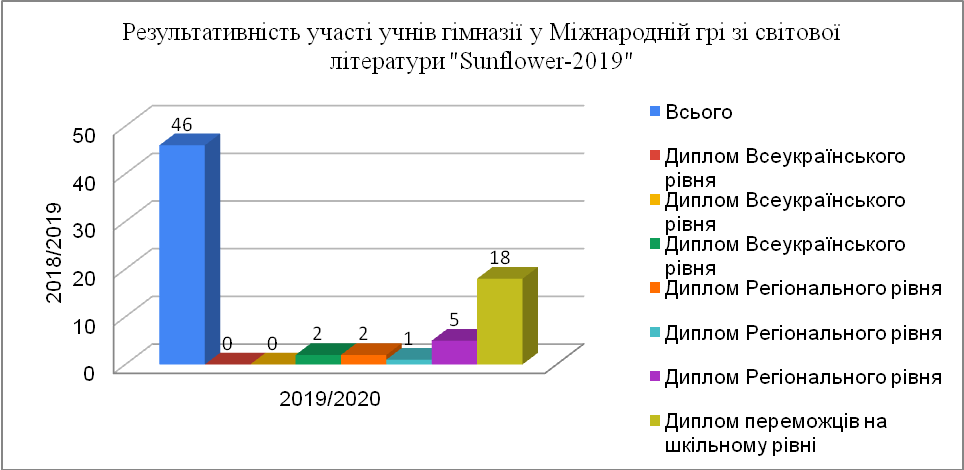 Результативність участі учнів гімназії у Міжнародній грі зі світової
літератури "Sunflower-2019"
2018/2019
50
40
30
20
10
0
46
0
0
2
2
1
5
18
2019/2020
Всього
Диплом Всеукраїнського
рівня
Диплом Всеукраїнського
рівня
Диплом Всеукраїнського
рівня
Диплом Регіонального рівня
Диплом Регіонального рівня
Диплом Регіонального рівня
Диплом переможців на
шкільному рівні